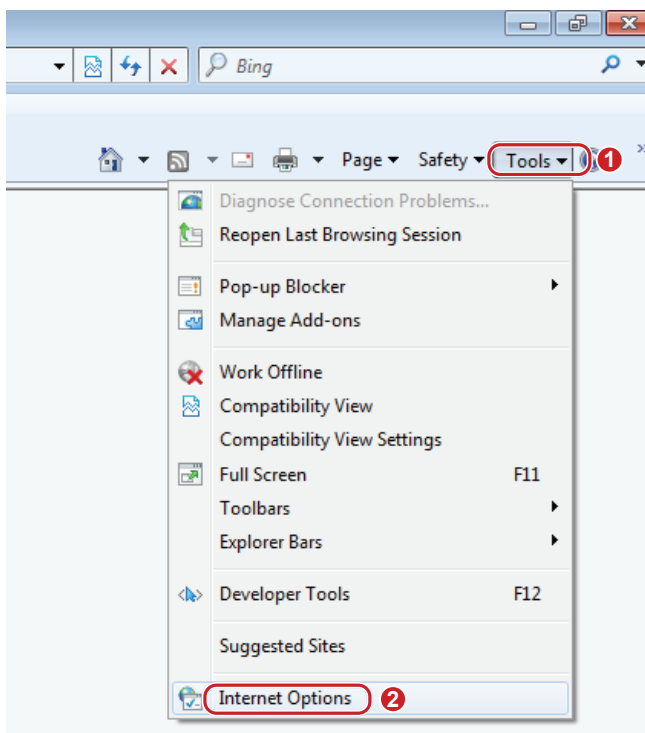 Bing
Page Safety Tools 1
Diagnose Connection Problems...
Reopen Last Browsing Session
Pop-up Blocker
Manage Add-ons
Work Offline
Compatibility View
Compatibility View Settings
Full Screen F11
Toolbars
Explorer Bars
Developer Tools F12
Suggested Sites
Internet Options 2